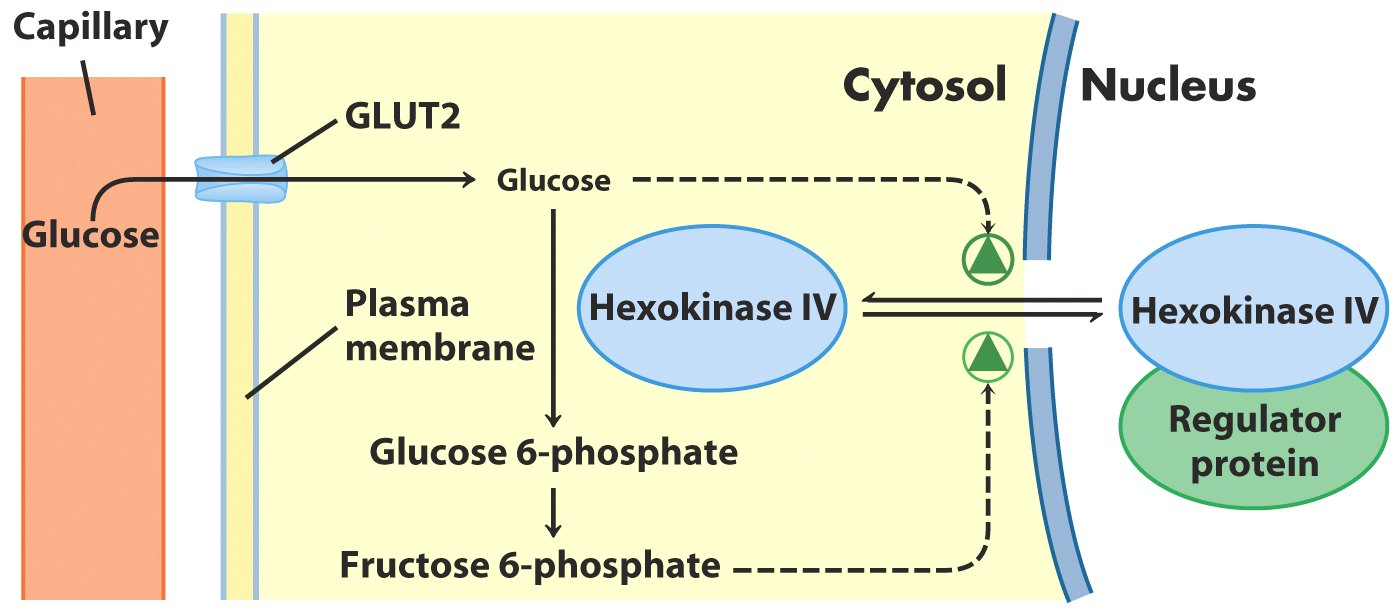 Capillary
Cytosol
Nucleus
GLUT2
Glucose
Glucose
Plasma
membrane
Hexokinase IV
Hexokinase IV
Regulator
protein
Glucose 6-phosphate
Fructose 6-phosphate